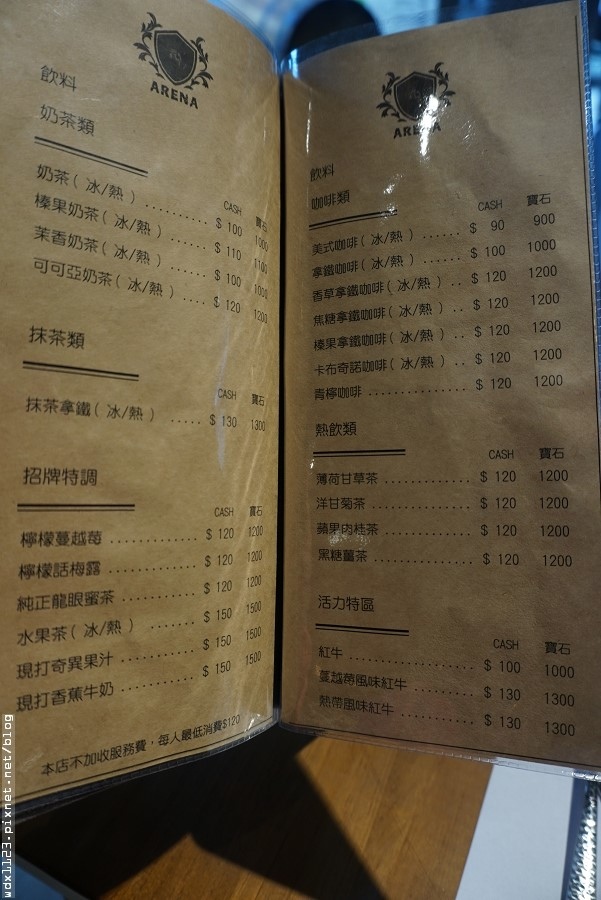 ARENA
飲料
奶茶類
CASH 寶石
奶茶( 冰/熱 ) .......... $ 100 1000
榛果奶茶( 冰/熱 ) ...... $ 110 1100
茉香奶茶( 冰/熱 ) ...... $ 100 1000
可可亞奶茶( 冰/熱 ) .... $ 120 1200
抹茶類
CASH 寶石
抹茶拿鐵( 冰/熱 ) ..... $ 130 1300
招牌特調
CASH 寶石
檸檬蔓越莓 ............ $ 120 1200
檸檬話梅露 ............ $ 120 1200
純正龍眼蜜茶 .......... $ 120 1200
水果茶( 冰/熱 ) ....... $ 150 1500
現打奇異果汁 .......... $ 150 1500
現打香蕉牛奶 .......... $ 150 1500
本店不加收服務費，每人最低消費$120
ARENA
飲料
咖啡類
CASH 寶石
美式咖啡( 冰/熱 ) ...... $ 90 900
拿鐵咖啡( 冰/熱 ) .... $ 100 1000
香草拿鐵咖啡( 冰/熱 ) .. $ 120 1200
焦糖拿鐵咖啡( 冰/熱 ) .. $ 120 1200
榛果拿鐵咖啡( 冰/熱 ) .. $ 120 1200
卡布奇諾咖啡( 冰/熱 ) .. $ 120 1200
青檸咖啡 .............. $ 120 1200
熱飲類
CASH 寶石
薄荷甘草茶 ............ $ 120 1200
洋甘菊茶 .............. $ 120 1200
蘋果肉桂茶 ............ $ 120 1200
黑糖薑茶 .............. $ 120 1200
活力特區
CASH 寶石
紅牛 .................. $ 100 1000
蔓越莓風味紅牛 ........ $ 130 1300
熱帶風味紅牛 .......... $ 130 1300
wdx1123.pixnet.net/blog